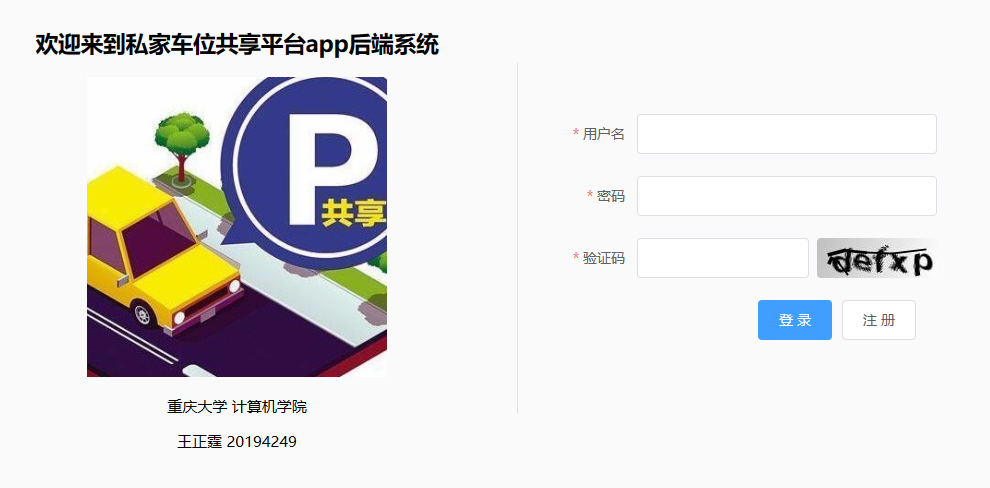 欢迎来到私家车位共享平台app后端系统
P
共享
重庆大学 计算机学院
王正霆 20194249
* 用户名
* 密码
* 验证码
defxp
登 录
注 册